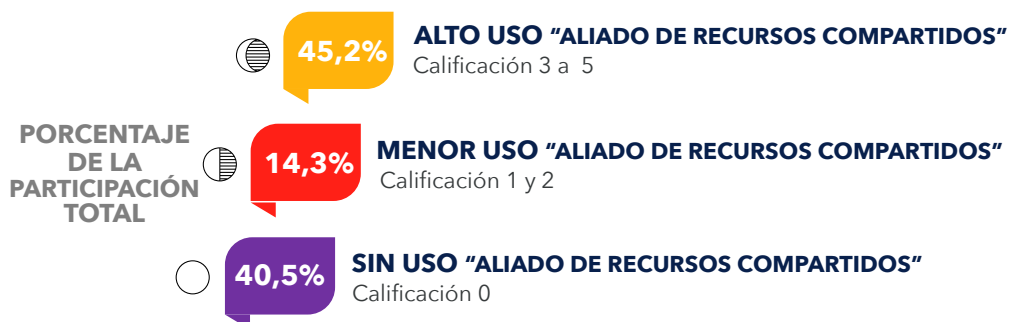 45,2%
ALTO USO “ALIADO DE RECURSOS COMPARTIDOS”
Calificación 3 a 5
PORCENTAJE
DE LA
PARTICIPACIÓN
TOTAL
14,3%
MENOR USO “ALIADO DE RECURSOS COMPARTIDOS”
Calificación 1 y 2
40,5%
SIN USO “ALIADO DE RECURSOS COMPARTIDOS”
Calificación 0